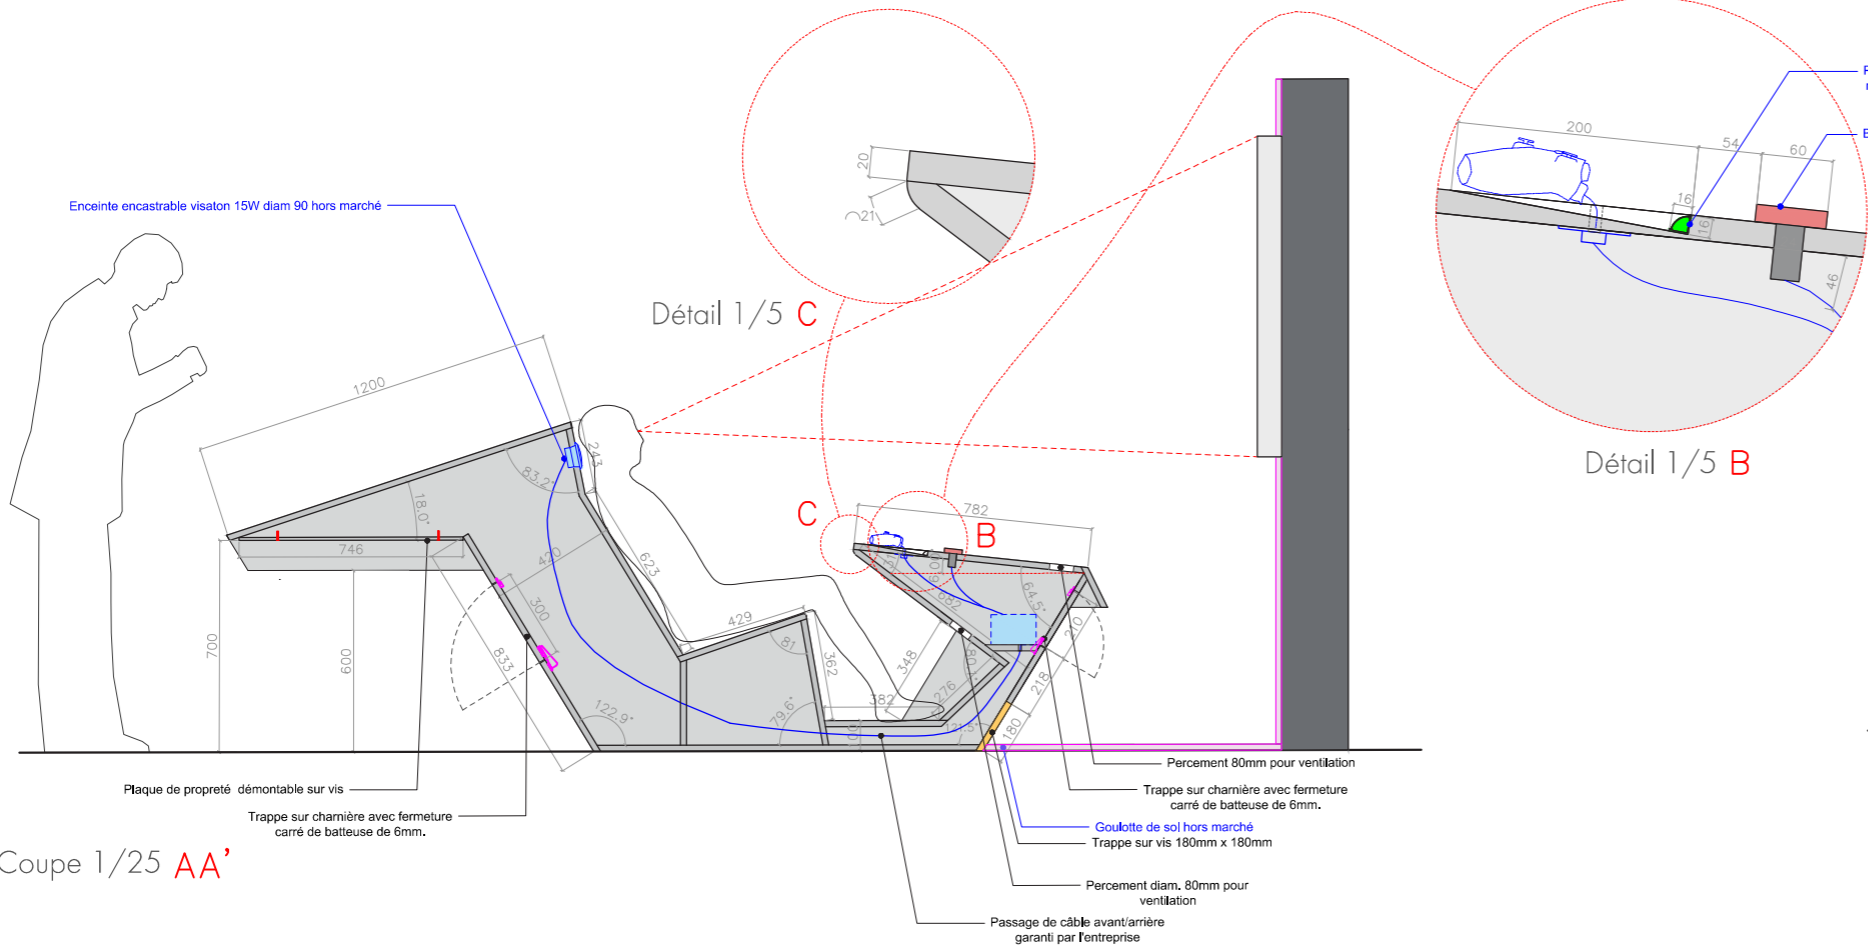 Enceinte encastrable visaton 15W diam 90 hors marché
Détail 1/5 C
20
21
Détail 1/5 B
200
54
60
16
16
46
1200
243
83.2°
18.0°
746
420
623
300
833
700
600
122.9°
429
81
362
348
382
276
79.6°
100
C
B
782
682
64.5°
210
218
180
Plaque de propreté démontable sur vis
Trappe sur charnière avec fermeture
carré de batteuse de 6mm.
Percement 80mm pour ventilation
Trappe sur charnière avec fermeture
carré de batteuse de 6mm.
Goulotte de sol hors marché
Trappe sur vis 180mm x 180mm
Percement diam. 80mm pour
ventilation
Passage de câble avant/arrière
garanti par l'entreprise
Coupe 1/25 AA'